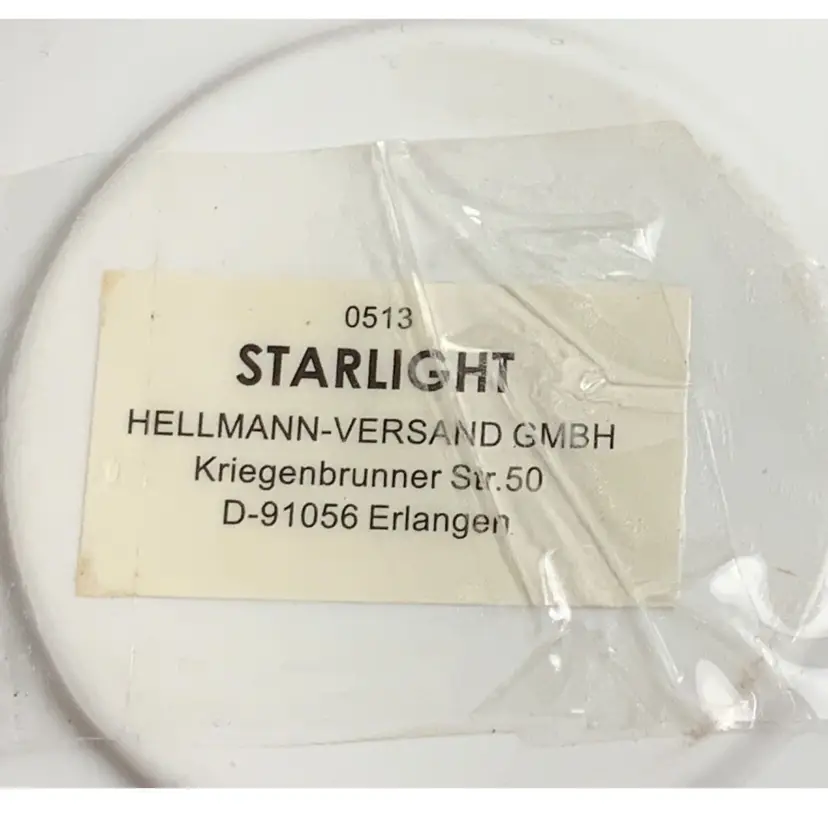 0513
STARLIGHT
HELLMANN-VERSAND GMBH
Kriegenbrunner Str.50
D-91056 Erlangen